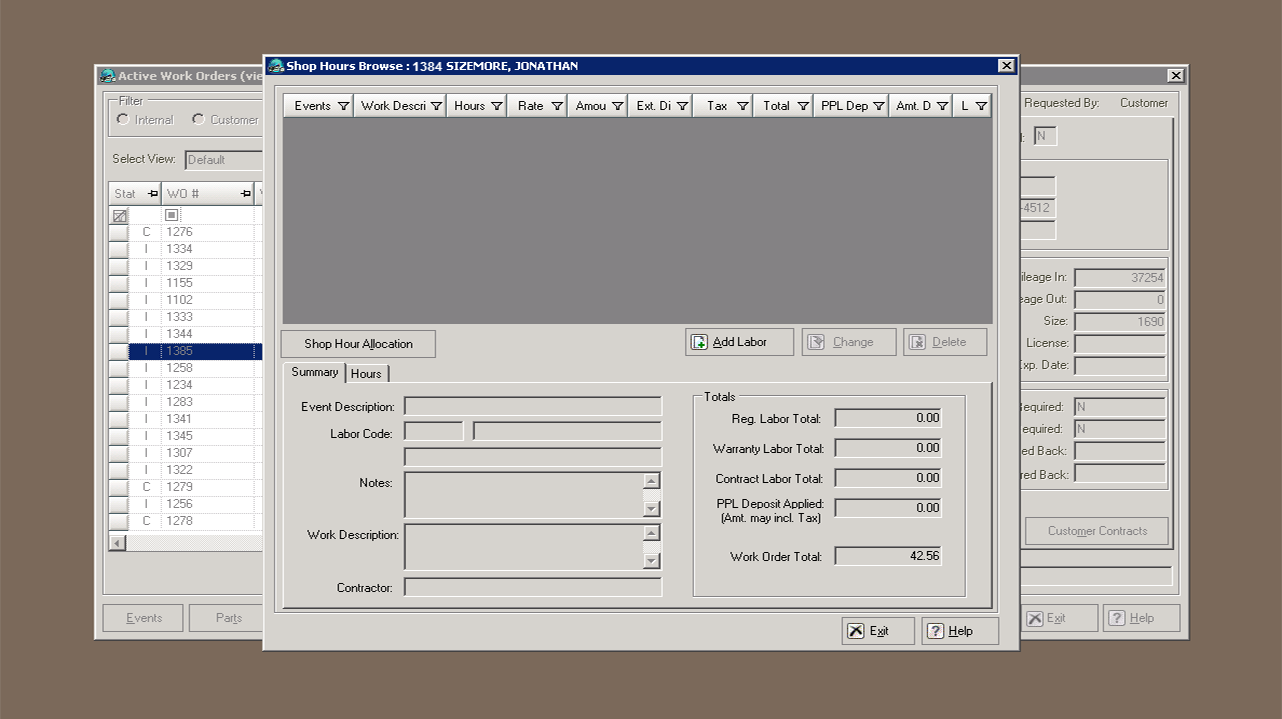 Active Work Orders (vie
Shop Hours Browse : 1384 SIZEMORE, JONATHAN
Filter
Internal
Customer
Select View:
Default
Stat
WO #
C 1276
I 1334
I 1329
I 1155
I 1102
I 1333
I 1344
I 1385
I 1258
I 1234
I 1283
I 1341
I 1345
I 1307
I 1322
C 1279
I 1256
C 1278
Events
Parts
Events Work Descri Hours Rate Amou Ext. Di Tax Total PPL Dep Amt. D L
Shop Hour Allocation
Add Labor
Change
Delete
Summary
Hours
Event Description:
Labor Code:
Notes:
Work Description:
Contractor:
Totals
Reg. Labor Total: 0.00
Warranty Labor Total: 0.00
Contract Labor Total: 0.00
PPL Deposit Applied: 0.00
(Amt. may incl. Tax)
Work Order Total: 42.56
Exit
Help
Requested By: Customer
N
-4512
ileage In: 37254
eage Out: 0
Size: 1690
License:
xp. Date:
equired: N
equired: N
ed Back:
red Back:
Customer Contracts
Exit
Help